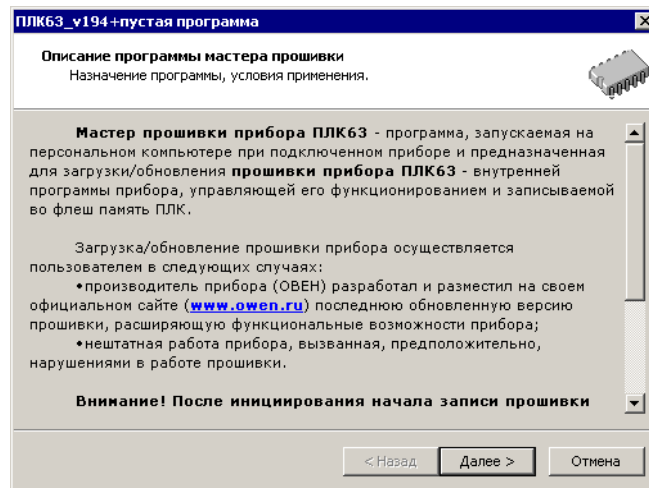 ПЛК63_v194+пустая программа
Описание программы мастера прошивки
Назначение программы, условия применения.
Мастер прошивки прибора ПЛК63 - программа, запускаемая на
персональном компьютере при подключенном приборе и предназначенная
для загрузки/обновления прошивки прибора ПЛК63 - внутренней
программы прибора, управляющей его функционированием и записываемой
во флеш память ПЛК.
Загрузка/обновление прошивки прибора осуществляется
пользователем в следующих случаях:
•производитель прибора (ОВЕН) разработал и разместил на своем
официальном сайте (www.owen.ru) последнюю обновленную версию
прошивки, расширяющую функциональные возможности прибора;
•нештатная работа прибора, вызванная, предположительно,
нарушениями в работе прошивки.
Внимание! После инициирования начала записи прошивки
< Назад
Далее >
Отмена